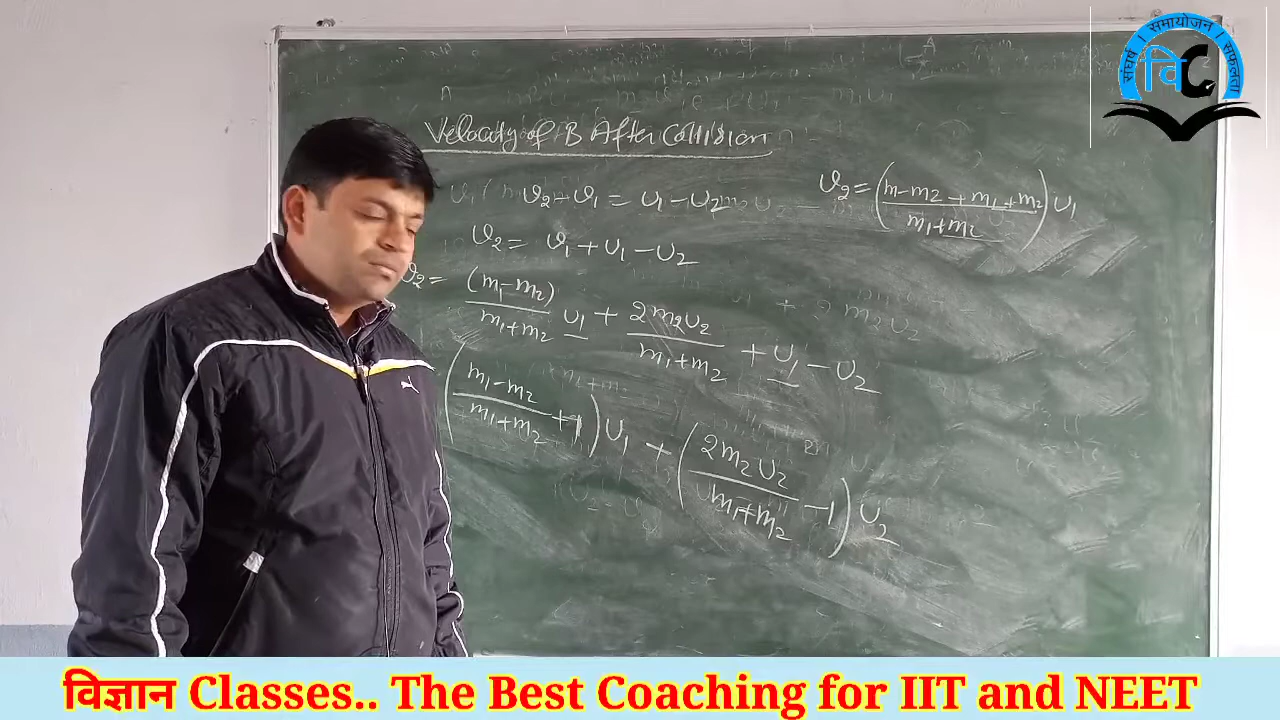 संघर्ष । समायोजन । सफलता
वि C
Velocity of B After Collision
v₂ - v₁ = u₁ - u₂
v₂ = v₁ + u₁ - u₂
v₂ = (m₁-m₂)/(m₁+m₂) u₁ + 2m₂u₂/(m₁+m₂) + u₁ - u₂
((m₁-m₂)/(m₁+m₂) + 1) u₁ + (2m₂u₂/(m₁+m₂) - 1) u₂
v₂ = ((m-m₂+m₁+m₂)/(m₁+m₂)) u₁
विज्ञान Classes.. The Best Coaching for IIT and NEET